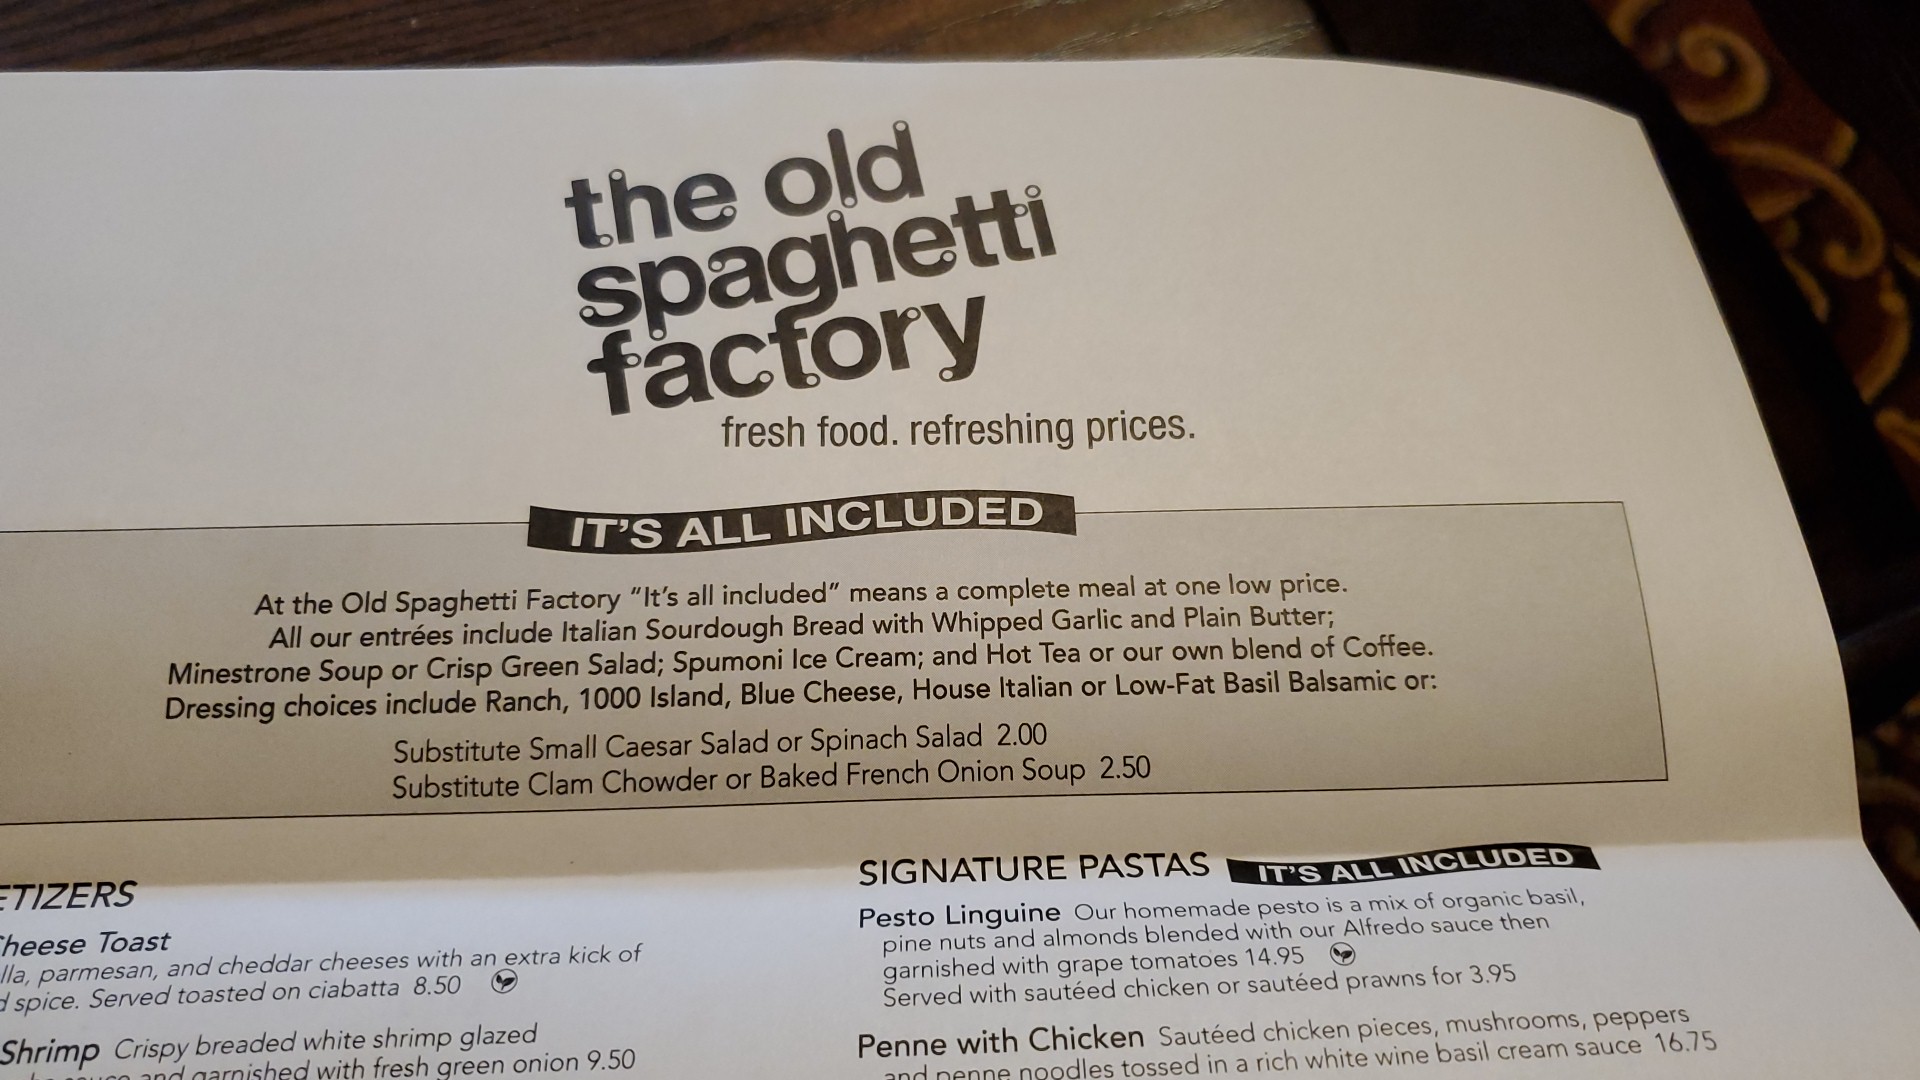 the old
spaghetti
factory
fresh food. refreshing prices.
IT'S ALL INCLUDED
At the Old Spaghetti Factory “It's all included” means a complete meal at one low price.
All our entrées include Italian Sourdough Bread with Whipped Garlic and Plain Butter;
Minestrone Soup or Crisp Green Salad; Spumoni Ice Cream; and Hot Tea or our own blend of Coffee.
Dressing choices include Ranch, 1000 Island, Blue Cheese, House Italian or Low-Fat Basil Balsamic or:
Substitute Small Caesar Salad or Spinach Salad 2.00
Substitute Clam Chowder or Baked French Onion Soup 2.50
Toast
parmesan, and cheddar cheeses with an extra kick of
spice. Served toasted on ciabatta 8.50
Shrimp Crispy breaded white shrimp glazed
and garnished with fresh green onion 9.50
SIGNATURE PASTAS IT'S ALL INCLUDED
Pesto Linguine Our homemade pesto is a mix of organic basil,
pine nuts and almonds blended with our Alfredo sauce then
garnished with grape tomatoes 14.95
Served with sautéed chicken or sautéed prawns for 3.95
Penne with Chicken Sautéed chicken pieces, mushrooms, peppers
and penne noodles tossed in a rich white wine basil cream sauce 16.75